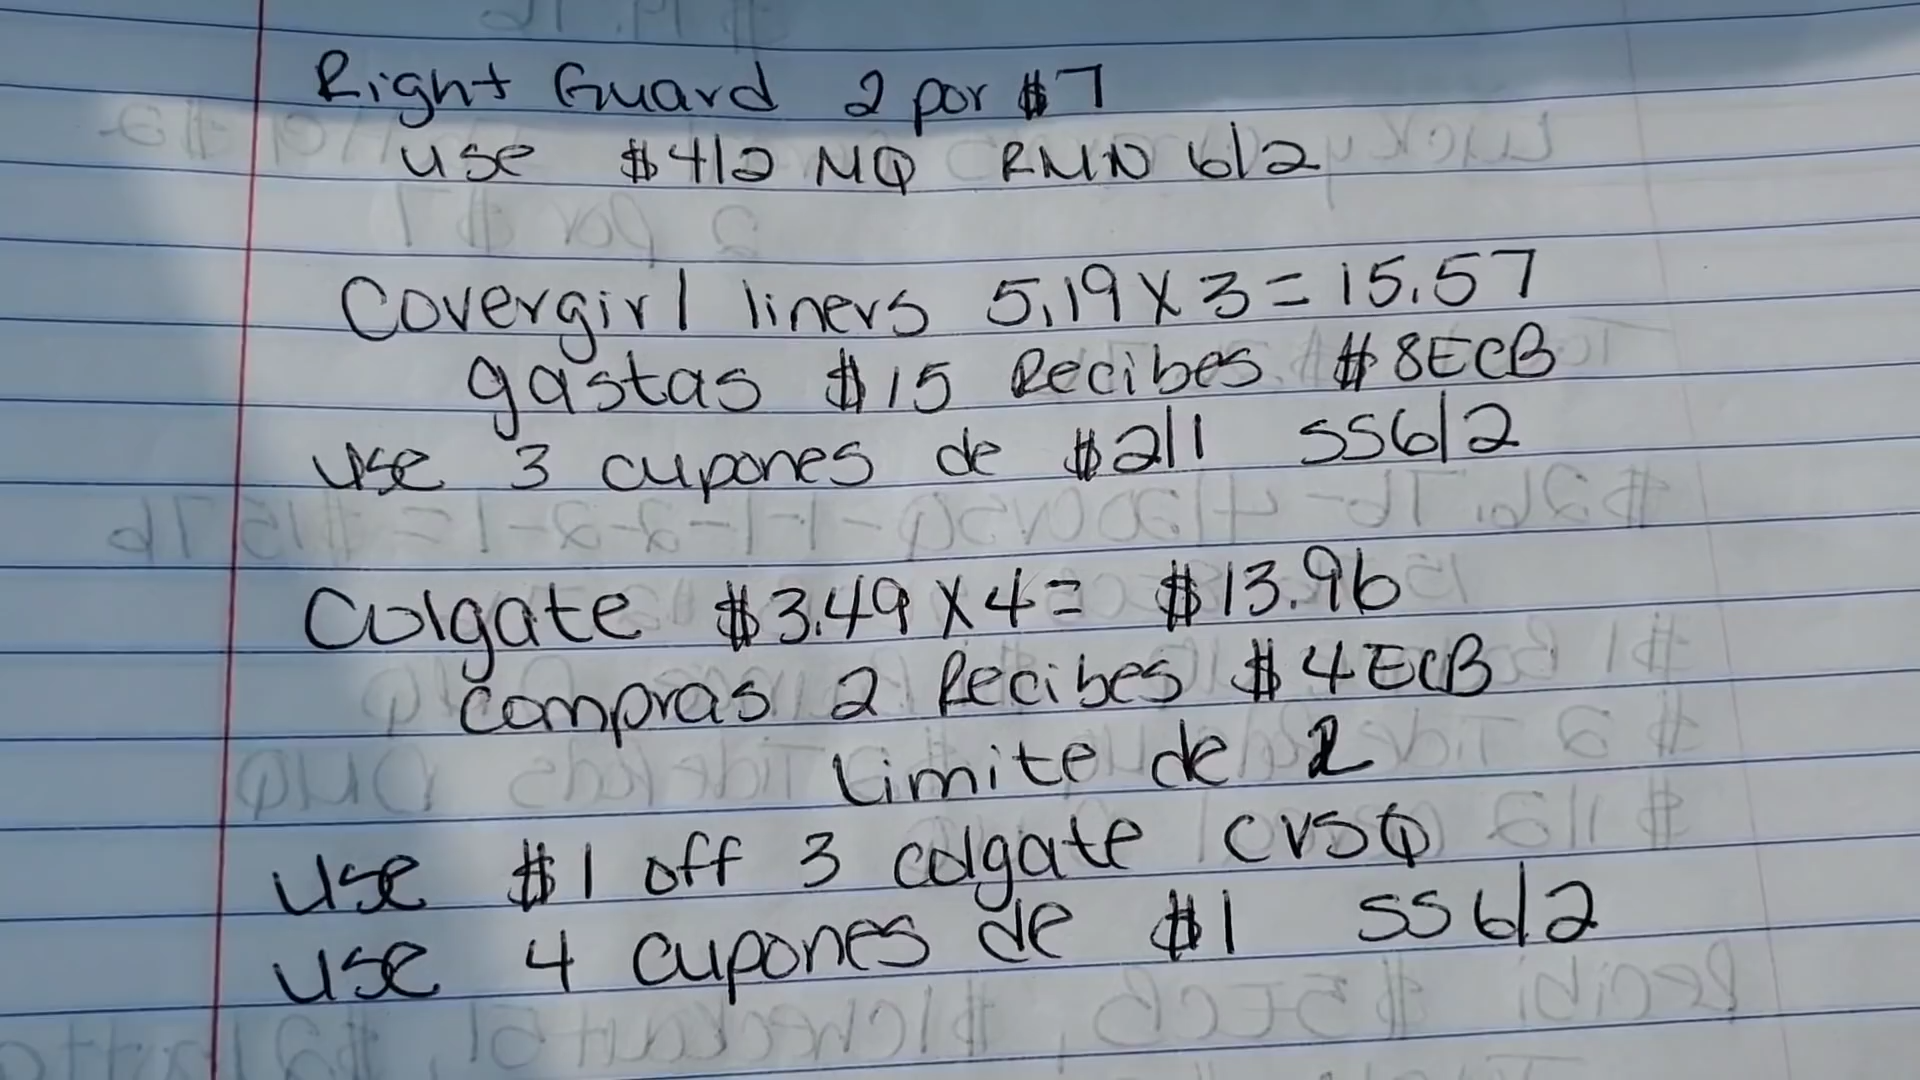 Right Guard 2 por $7
use $4/2 MQ RMN 6/2
Covergirl liners 5.19 X 3 = 15.57
gastas $15 Recibes $8ECB
use 3 cupones de $2/1 SS6/2
Colgate $3.49 X 4 = $13.96
compras 2 Recibes $4ECB
Limite de 2
use $1 off 3 colgate CVSQ
use 4 cupones de $1 SS6/2